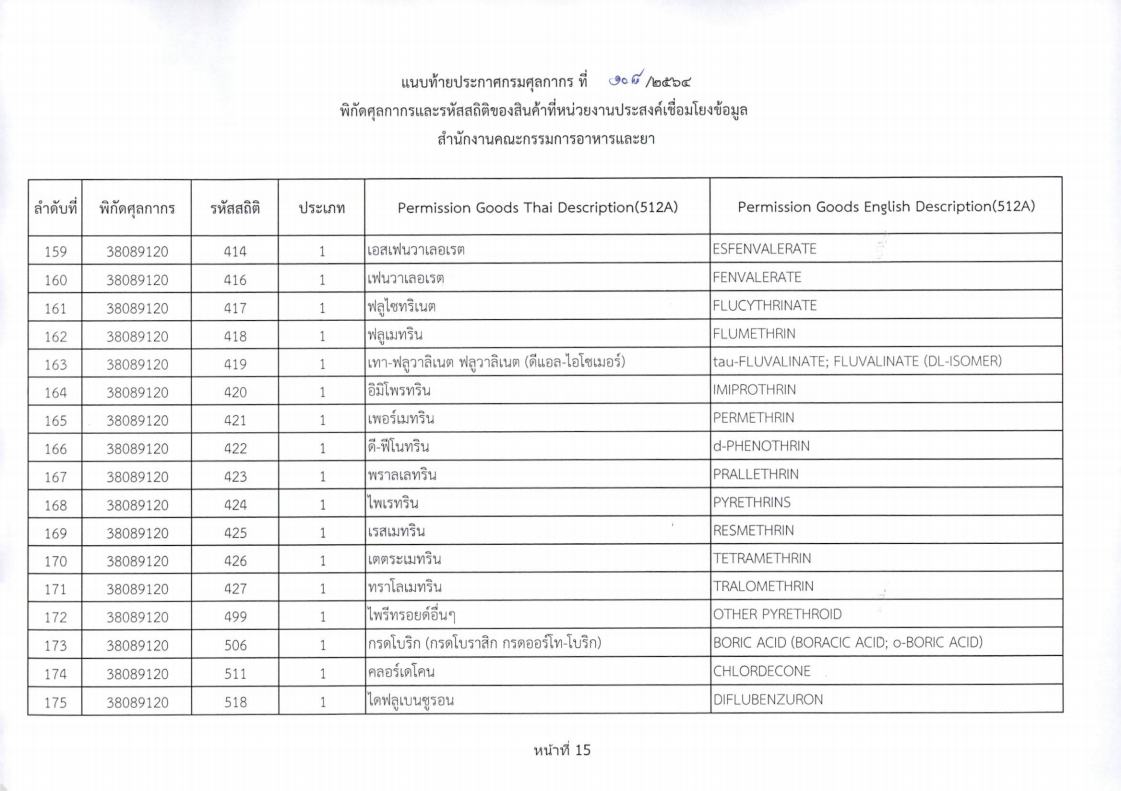 แนบท้ายประกาศกรมศุลกากร ที่ /๒๕๖๔
พิกัดศุลกากรและรหัสสถิติของสินค้าที่หน่วยงานประสงค์เชื่อมโยงข้อมูล
สำนักงานคณะกรรมการอาหารและยา
ลำดับที่ พิกัดศุลกากร รหัสสถิติ ประเภท Permission Goods Thai Description(512A) Permission Goods English Description(512A)
159 38089120 414 1 เอสเฟนวาเลอเรต ESFENVALERATE
160 38089120 416 1 เฟนวาเลอเรต FENVALERATE
161 38089120 417 1 ฟลูไซทริเนต FLUCYTHRINATE
162 38089120 418 1 ฟลูเมทริน FLUMETHRIN
163 38089120 419 1 เทา-ฟลูวาลิเนต ฟลูวาลิเนต (ดีแอล-ไอโซเมอร์) tau-FLUVALINATE; FLUVALINATE (DL-ISOMER)
164 38089120 420 1 อิมิโพรทริน IMIPROTHRIN
165 38089120 421 1 เพอร์เมทริน PERMETHRIN
166 38089120 422 1 ดี-ฟีโนทริน d-PHENOTHRIN
167 38089120 423 1 พราลเลทริน PRALLETHRIN
168 38089120 424 1 ไพเรทริน PYRETHRINS
169 38089120 425 1 เรสเมทริน RESMETHRIN
170 38089120 426 1 เตตระเมทริน TETRAMETHRIN
171 38089120 427 1 ทราโลเมทริน TRALOMETHRIN
172 38089120 499 1 ไพรีทรอยด์อื่นๆ OTHER PYRETHROID
173 38089120 506 1 กรดโบริก (กรดโบราสิก กรดออร์โท-โบริก) BORIC ACID (BORACIC ACID; o-BORIC ACID)
174 38089120 511 1 คลอร์เดโคน CHLORDECONE
175 38089120 518 1 ไดฟลูเบนซูรอน DIFLUBENZURON
หน้าที่ 15